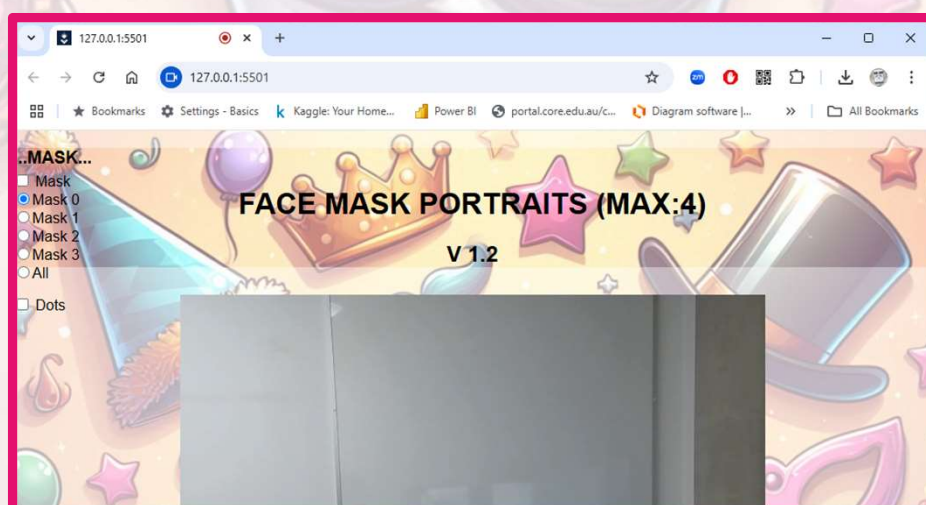 127.0.0.1:5501
127.0.0.1:5501
zm
Bookmarks
Settings - Basics
Kaggle: Your Home...
Power BI
portal.core.edu.au/c...
Diagram software |...
»
All Bookmarks
..MASK...
Mask
Mask 0
Mask 1
Mask 2
Mask 3
All
Dots
FACE MASK PORTRAITS (MAX:4)
V 1.2